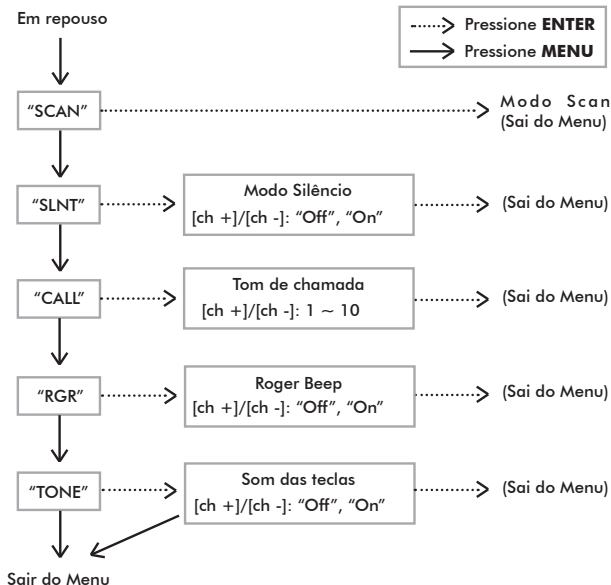 Em repouso
Pressione ENTER
Pressione MENU
“SCAN”
Modo Scan
(Sai do Menu)
“SLNT”
Modo Silêncio
[ch +]/[ch -]: “Off”, “On”
(Sai do Menu)
“CALL”
Tom de chamada
[ch +]/[ch -]: 1 ~ 10
(Sai do Menu)
“RGR”
Roger Beep
[ch +]/[ch -]: “Off”, “On”
(Sai do Menu)
“TONE”
Som das teclas
[ch +]/[ch -]: “Off”, “On”
(Sai do Menu)
Sair do Menu